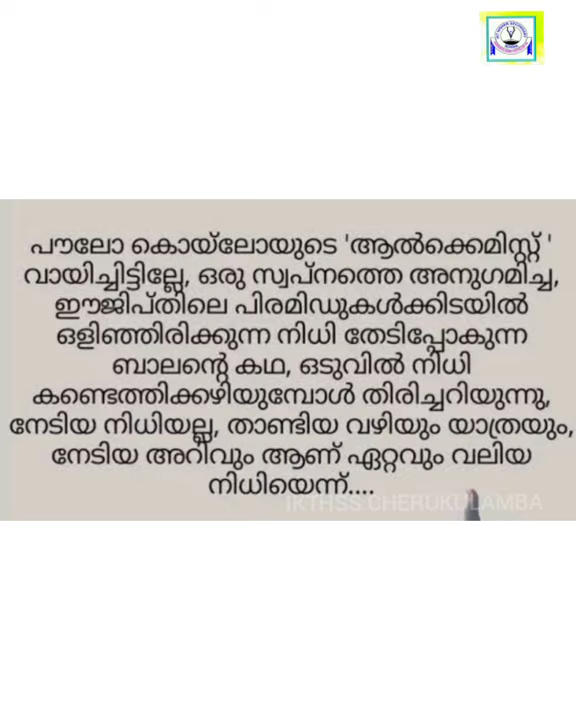 പൗലോ കൊയ്‌ലോയുടെ 'ആൽക്കെമിസ്റ്റ് '
വായിച്ചിട്ടില്ലേ, ഒരു സ്വപ്നത്തെ അനുഗമിച്ച,
ഈജിപ്തിലെ പിരമിഡുകൾക്കിടയിൽ
ഒളിഞ്ഞിരിക്കുന്ന നിധി തേടിപ്പോകുന്ന
ബാലന്റെ കഥ, ഒടുവിൽ നിധി
കണ്ടെത്തിക്കഴിയുമ്പോൾ തിരിച്ചറിയുന്നു,
നേടിയ നിധിയല്ല, താണ്ടിയ വഴിയും യാത്രയും,
നേടിയ അറിവും ആണ് ഏറ്റവും വലിയ
നിധിയെന്ന്....
IKTHSS CHERUKULAMBA